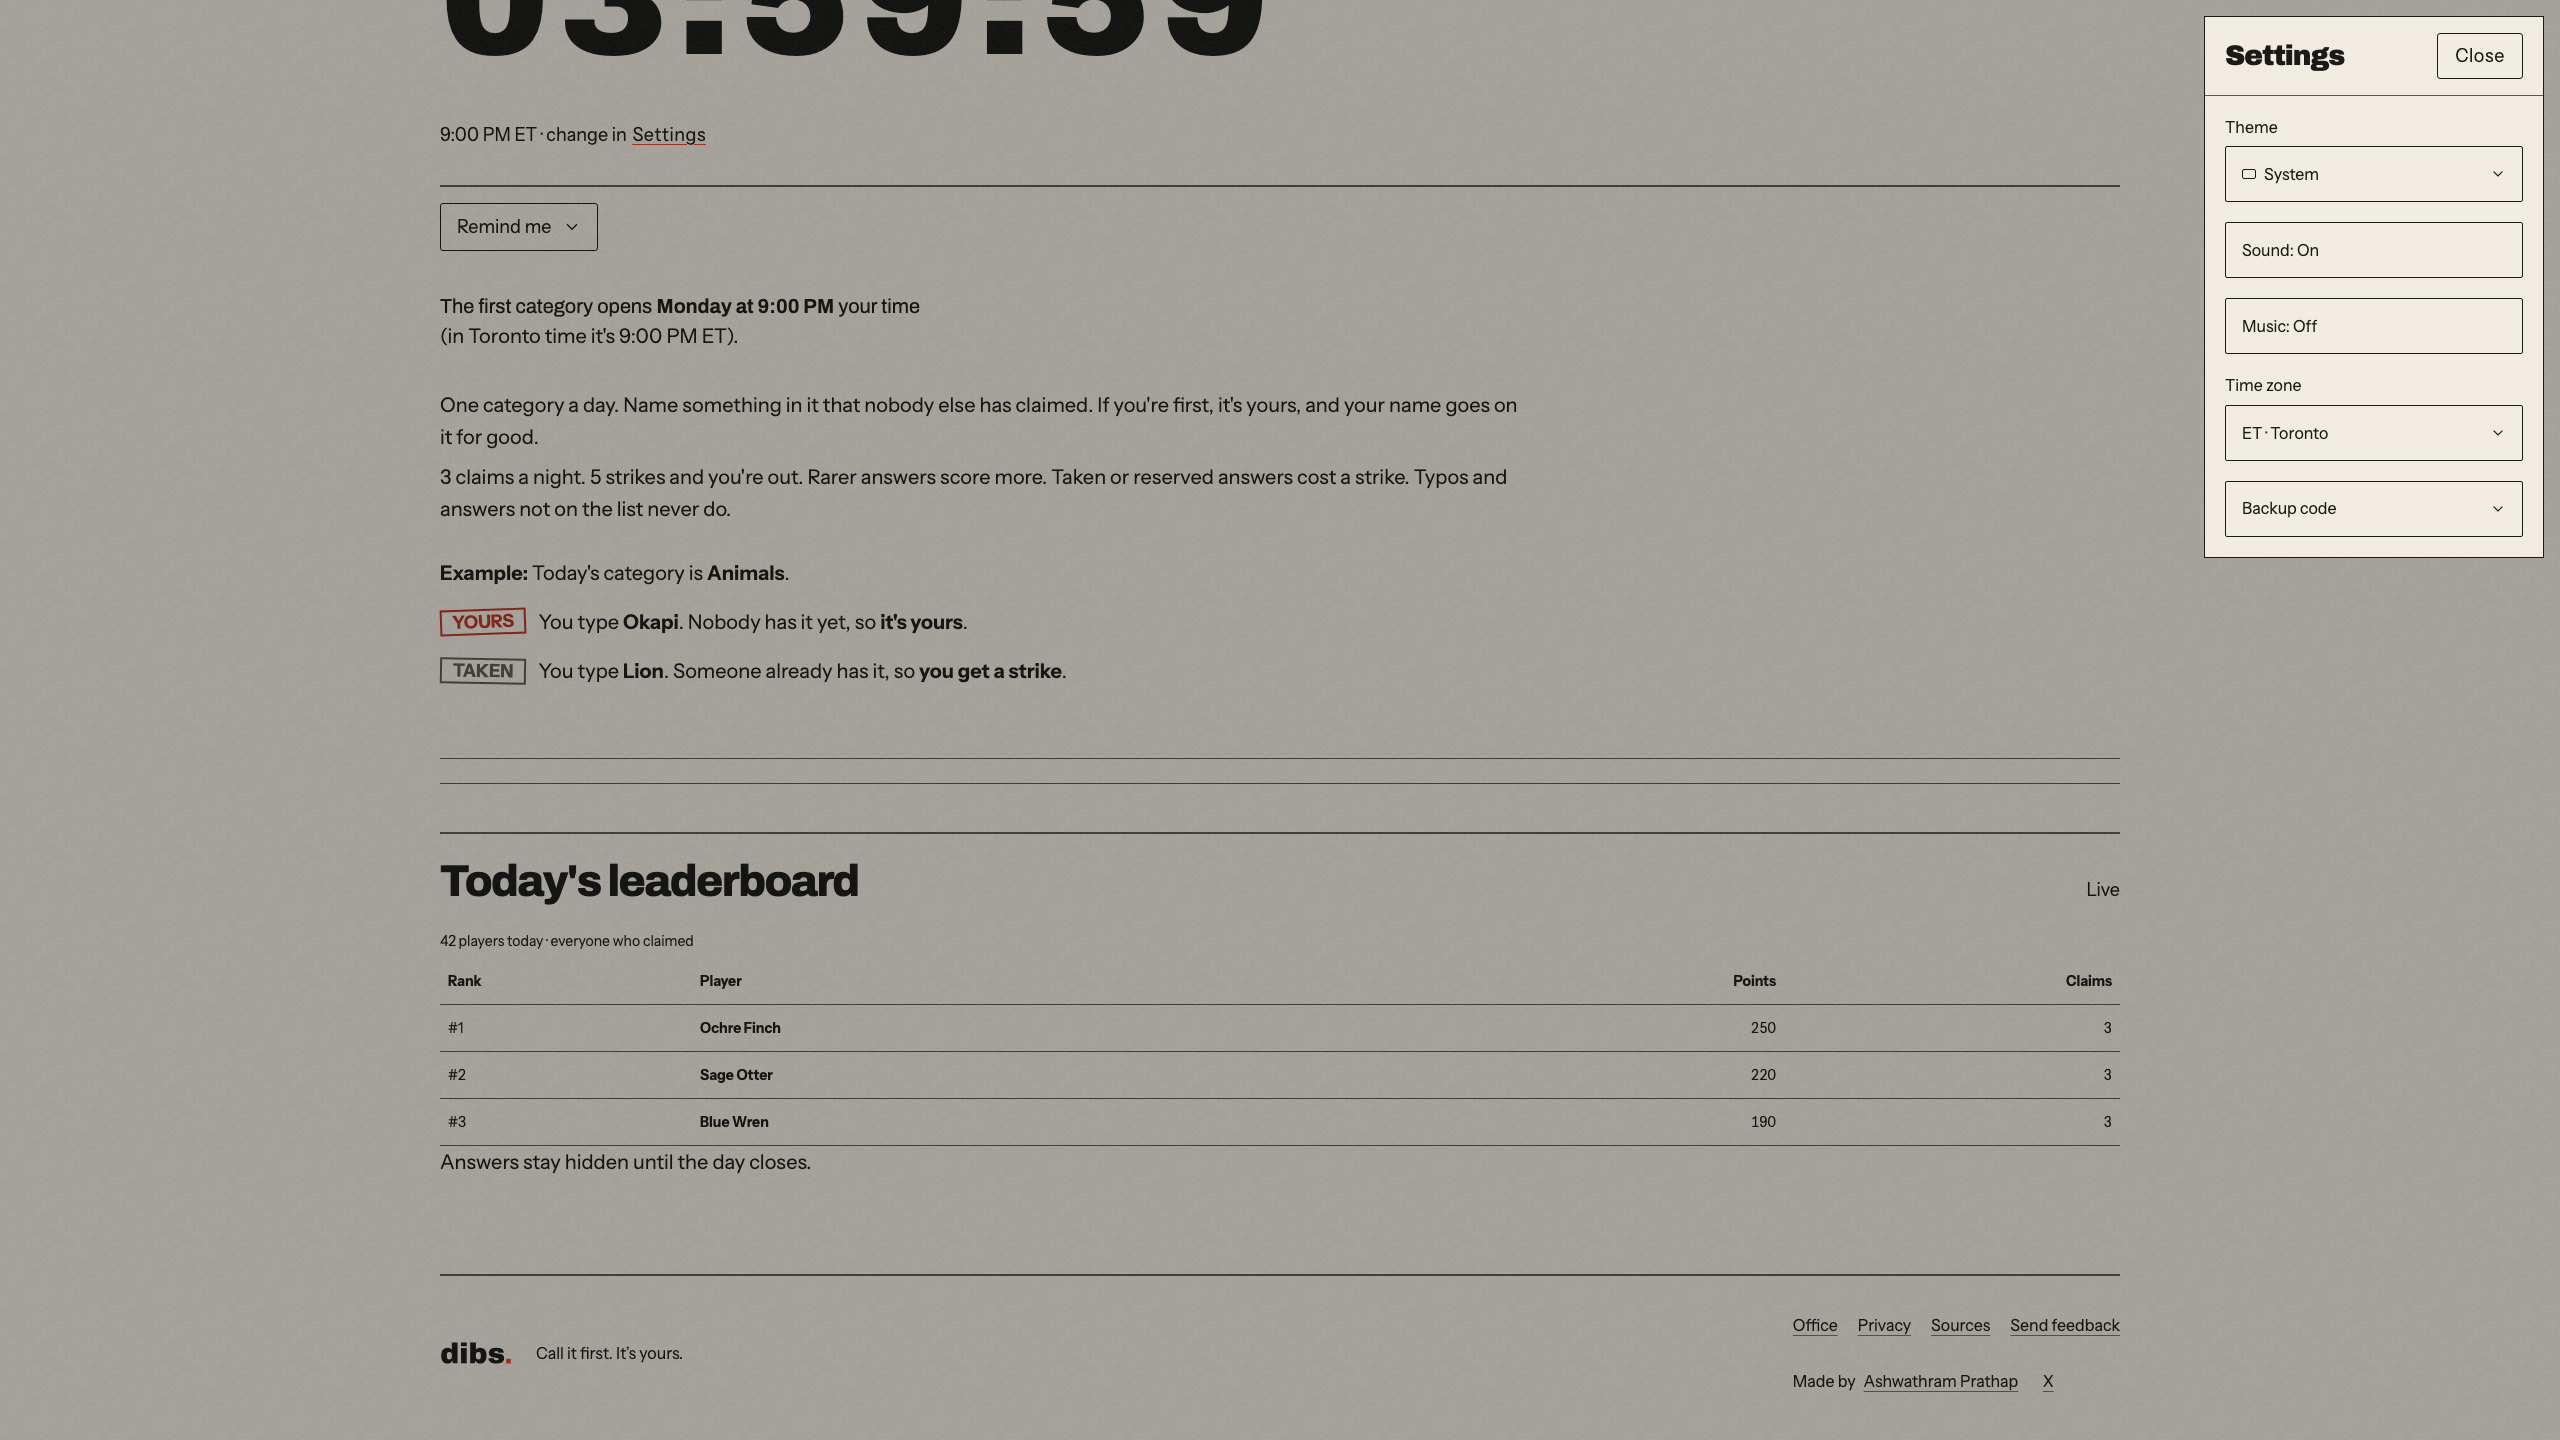 03:59:59
9:00 PM ET · change in Settings
Remind me
The first category opens Monday at 9:00 PM your time
(in Toronto time it's 9:00 PM ET).
One category a day. Name something in it that nobody else has claimed. If you're first, it's yours, and your name goes on
it for good.
3 claims a night. 5 strikes and you're out. Rarer answers score more. Taken or reserved answers cost a strike. Typos and
answers not on the list never do.
Example: Today's category is Animals.
YOURS You type Okapi. Nobody has it yet, so it's yours.
TAKEN You type Lion. Someone already has it, so you get a strike.
Today's leaderboard Live
42 players today · everyone who claimed
Rank Player Points Claims
#1 Ochre Finch 250 3
#2 Sage Otter 220 3
#3 Blue Wren 190 3
Answers stay hidden until the day closes.
dibs. Call it first. It's yours.
Office Privacy Sources Send feedback
Made by Ashwathram Prathap X
Settings Close
Theme
System
Sound: On
Music: Off
Time zone
ET · Toronto
Backup code